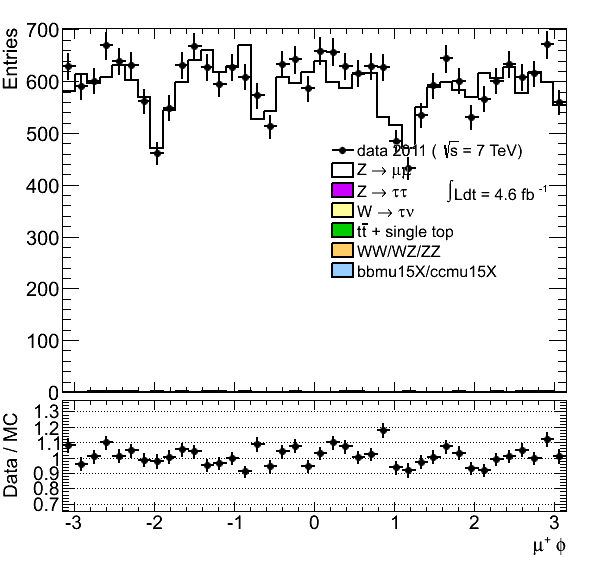 700
600
500
400
300
200
100
0
Entries
data 2011 ( √s = 7 TeV)
Z → μμ
Z → ττ
∫Ldt = 4.6 fb⁻¹
W → τν
tt̄ + single top
WW/WZ/ZZ
bbmu15X/ccmu15X
1.3
1.2
1.1
1
0.9
0.8
0.7
Data / MC
-3 -2 -1 0 1 2 3
μ⁺ ϕ